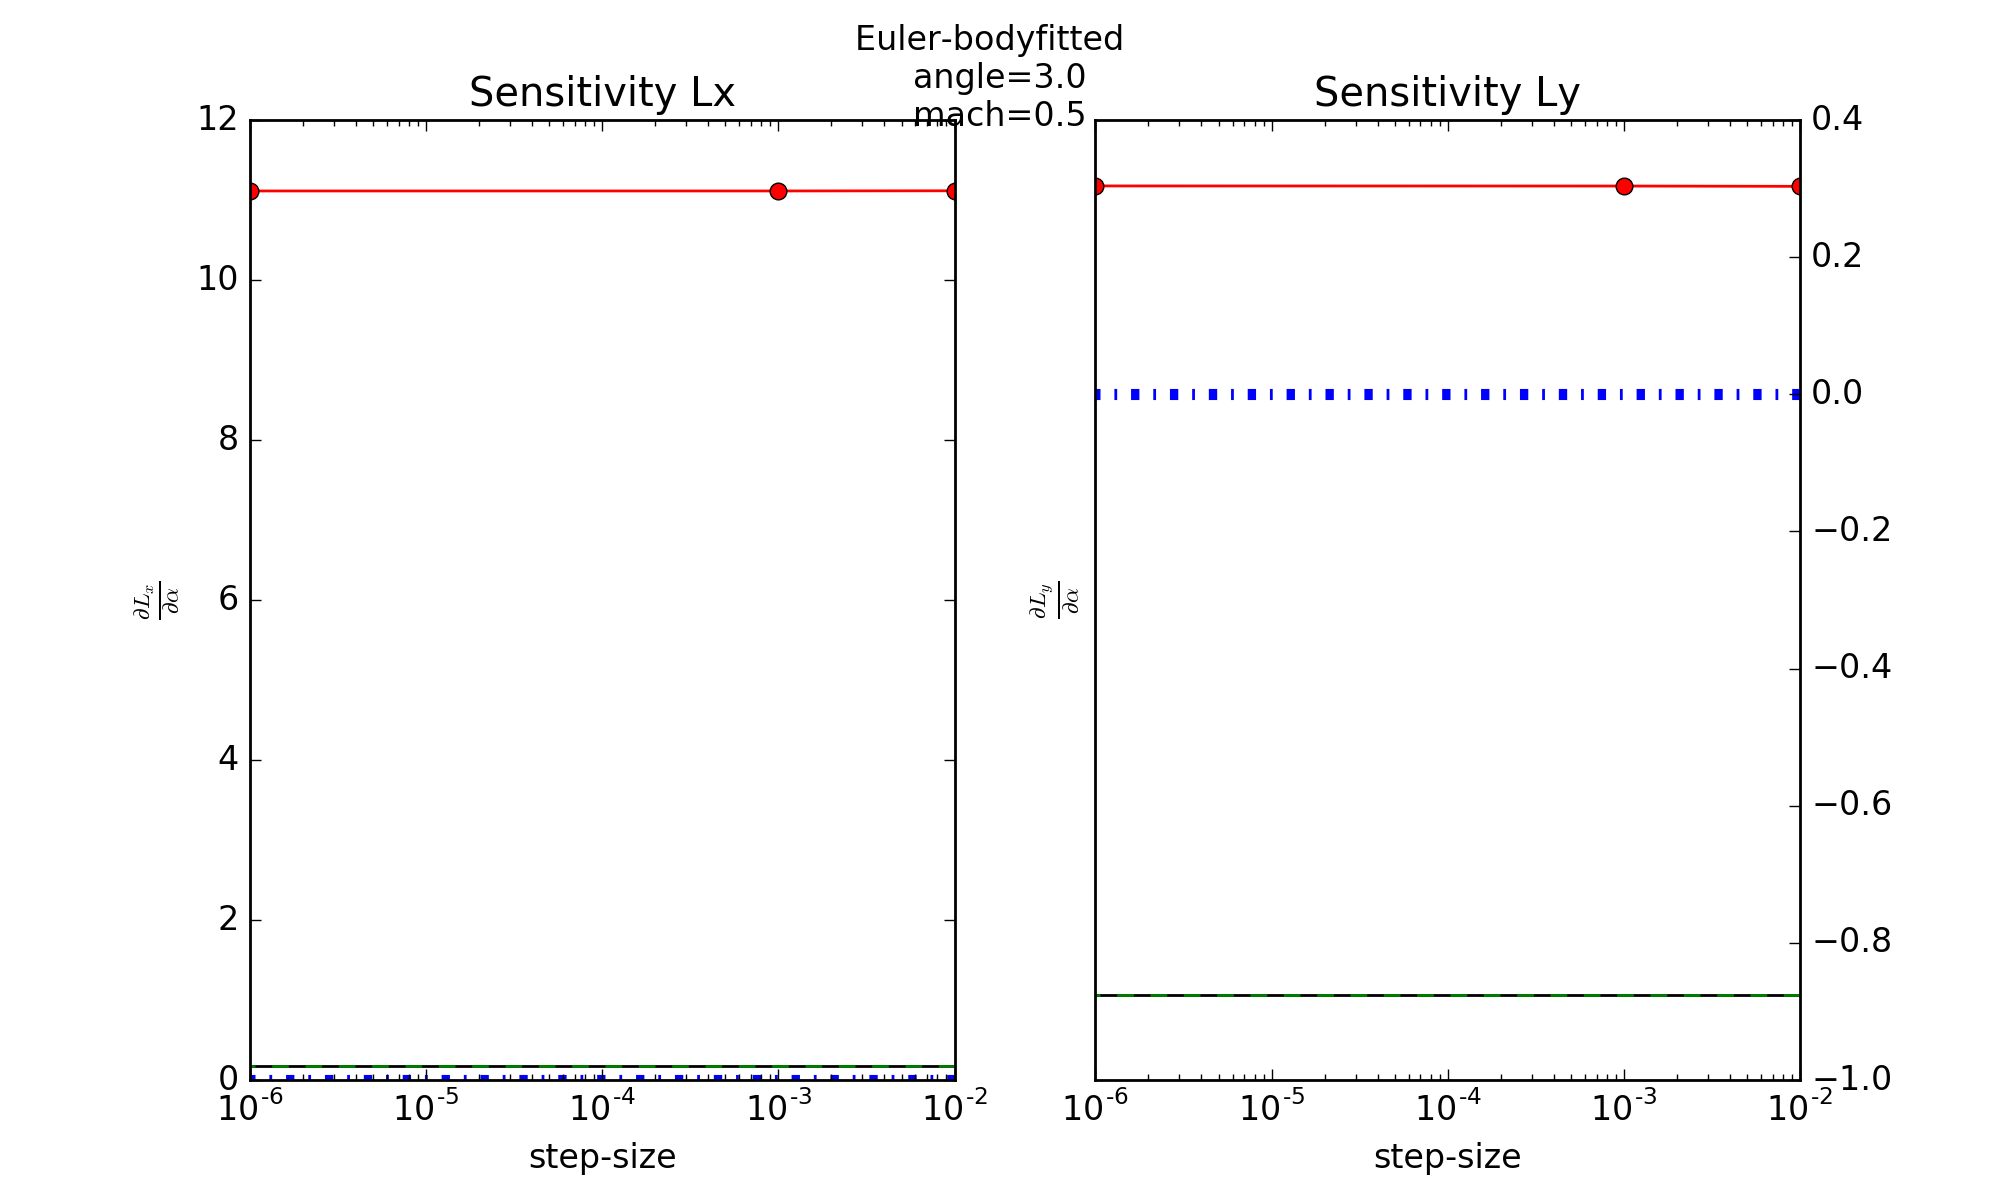 Euler-bodyfitted
angle=3.0
mach=0.5
Sensitivity Lx
12
10
8
6
4
2
0
∂Lₓ/∂α
10⁻⁶ 10⁻⁵ 10⁻⁴ 10⁻³ 10⁻²
step-size
Sensitivity Ly
0.4
0.2
0.0
−0.2
−0.4
−0.6
−0.8
−1.0
∂L_y/∂α
10⁻⁶ 10⁻⁵ 10⁻⁴ 10⁻³ 10⁻²
step-size